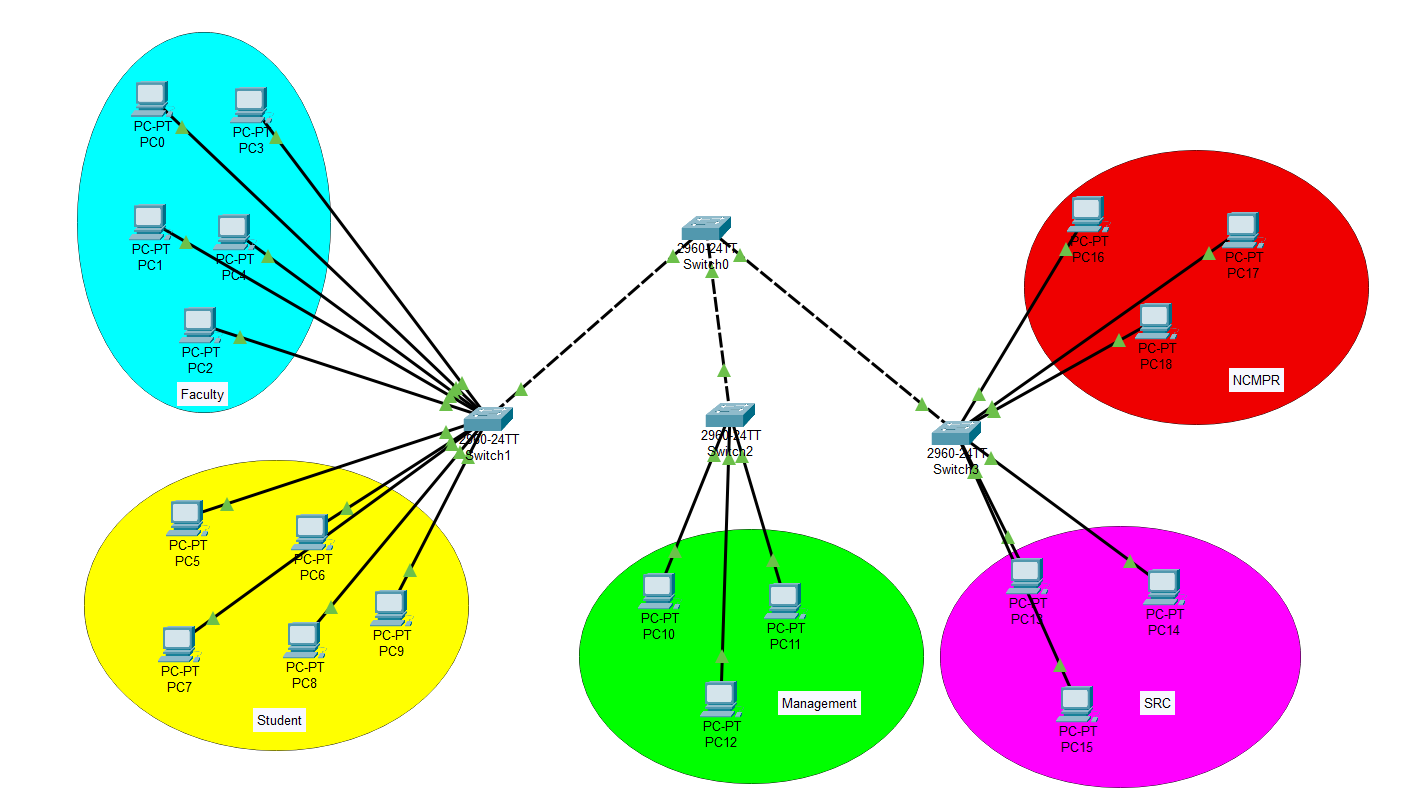 PC-PT
PC0
PC-PT
PC3
PC-PT
PC1
PC-PT
PC4
PC-PT
PC2
Faculty
2960-24TT
Switch0
PC-PT
PC16
PC-PT
PC17
PC-PT
PC18
NCMPR
2960-24TT
Switch1
2960-24TT
Switch2
2960-24TT
Switch3
PC-PT
PC5
PC-PT
PC6
PC-PT
PC7
PC-PT
PC8
PC-PT
PC9
Student
PC-PT
PC10
PC-PT
PC11
PC-PT
PC12
Management
PC-PT
PC13
PC-PT
PC14
PC-PT
PC15
SRC